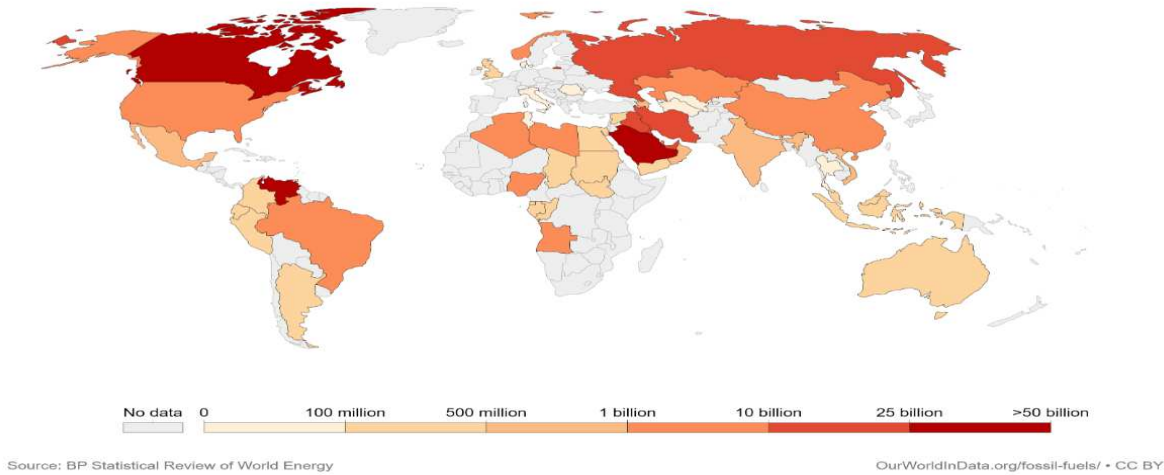 No data 0 100 million 500 million 1 billion 10 billion 25 billion >50 billion
Source: BP Statistical Review of World Energy OurWorldInData.org/fossil-fuels/ • CC BY